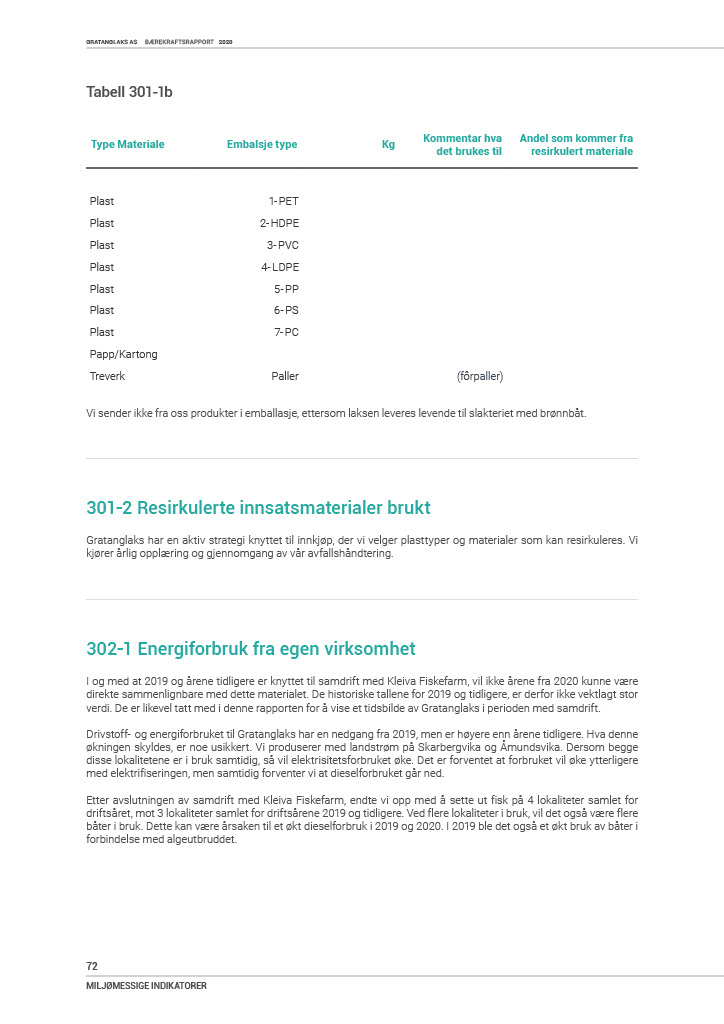 GRATANGLAKS AS BÆREKRAFTSRAPPORT 2020
Tabell 301-1b
Type Materiale Embalsje type Kg Kommentar hva det brukes til Andel som kommer fra resirkulert materiale
Plast 1- PET
Plast 2- HDPE
Plast 3- PVC
Plast 4- LDPE
Plast 5- PP
Plast 6- PS
Plast 7- PC
Papp/Kartong
Treverk Paller (fôrpaller)
Vi sender ikke fra oss produkter i emballasje, ettersom laksen leveres levende til slakteriet med brønnbåt.
301-2 Resirkulerte innsatsmaterialer brukt
Gratanglaks har en aktiv strategi knyttet til innkjøp, der vi velger plasttyper og materialer som kan resirkuleres. Vi
kjører årlig opplæring og gjennomgang av vår avfallshåndtering.
302-1 Energiforbruk fra egen virksomhet
I og med at 2019 og årene tidligere er knyttet til samdrift med Kleiva Fiskefarm, vil ikke årene fra 2020 kunne være
direkte sammenlignbare med dette materialet. De historiske tallene for 2019 og tidligere, er derfor ikke vektlagt stor
verdi. De er likevel tatt med i denne rapporten for å vise et tidsbilde av Gratanglaks i perioden med samdrift.
Drivstoff- og energiforbruket til Gratanglaks har en nedgang fra 2019, men er høyere enn årene tidligere. Hva denne
økningen skyldes, er noe usikkert. Vi produserer med landstrøm på Skarbergvika og Åmundsvika. Dersom begge
disse lokalitetene er i bruk samtidig, så vil elektrisitetsforbruket øke. Det er forventet at forbruket vil øke ytterligere
med elektrifiseringen, men samtidig forventer vi at dieselforbruket går ned.
Etter avslutningen av samdrift med Kleiva Fiskefarm, endte vi opp med å sette ut fisk på 4 lokaliteter samlet for
driftsåret, mot 3 lokaliteter samlet for driftsårene 2019 og tidligere. Ved flere lokaliteter i bruk, vil det også være flere
båter i bruk. Dette kan være årsaken til et økt dieselforbruk i 2019 og 2020. I 2019 ble det også et økt bruk av båter i
forbindelse med algeutbruddet.
72
MILJØMESSIGE INDIKATORER